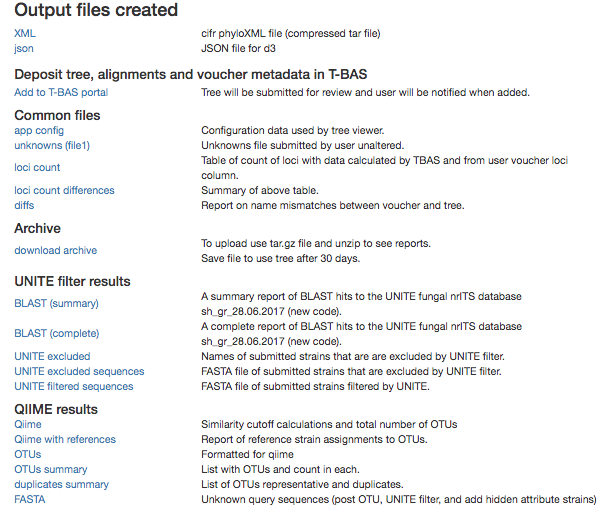 Output files created
XML cifr phyloXML file (compressed tar file)
json JSON file for d3
Deposit tree, alignments and voucher metadata in T-BAS
Add to T-BAS portal Tree will be submitted for review and user will be notified when added.
Common files
app config Configuration data used by tree viewer.
unknowns (file1) Unknowns file submitted by user unaltered.
loci count Table of count of loci with data calculated by TBAS and from user voucher loci
column.
loci count differences Summary of above table.
diffs Report on name mismatches between voucher and tree.
Archive
download archive To upload use tar.gz file and unzip to see reports.
Save file to use tree after 30 days.
UNITE filter results
BLAST (summary) A summary report of BLAST hits to the UNITE fungal nrITS database
sh_gr_28.06.2017 (new code).
BLAST (complete) A complete report of BLAST hits to the UNITE fungal nrITS database
sh_gr_28.06.2017 (new code).
UNITE excluded Names of submitted strains that are are excluded by UNITE filter.
UNITE excluded sequences FASTA file of submitted strains that are excluded by UNITE filter.
UNITE filtered sequences FASTA file of submitted strains filtered by UNITE.
QIIME results
Qiime Similarity cutoff calculations and total number of OTUs
Qiime with references Report of reference strain assignments to OTUs.
OTUs Formatted for qiime
OTUs summary List with OTUs and count in each.
duplicates summary List of OTUs representative and duplicates.
FASTA Unknown query sequences (post OTU, UNITE filter, and add hidden attribute strains)